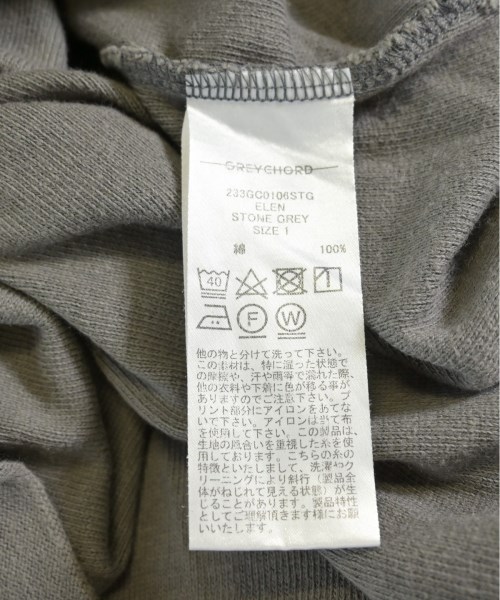 GREYCHORD
233GC0106STG
ELEN
STONE GREY
SIZE 1
綿 100%
40
F W
他の物と分けて洗って下さい。
この素材は、特に湿った状態で
の摩擦や、汗や雨等で濡れた際、
他の衣料や下着に色が移る事が
ありますのでご注意下さい。プ
リント部分にアイロンをあてな
いで下さい。アイロンは当て布
を使用して下さい。この製品は、
生地の風合いを重視した糸を使
用しております。こちらの糸の
特徴といたしまして、洗濯やク
リーニングにより斜行（製品全
体がねじれて見える状態）が生
じることがあります。製品特性
としてご理解頂きます様にお願
い致します。